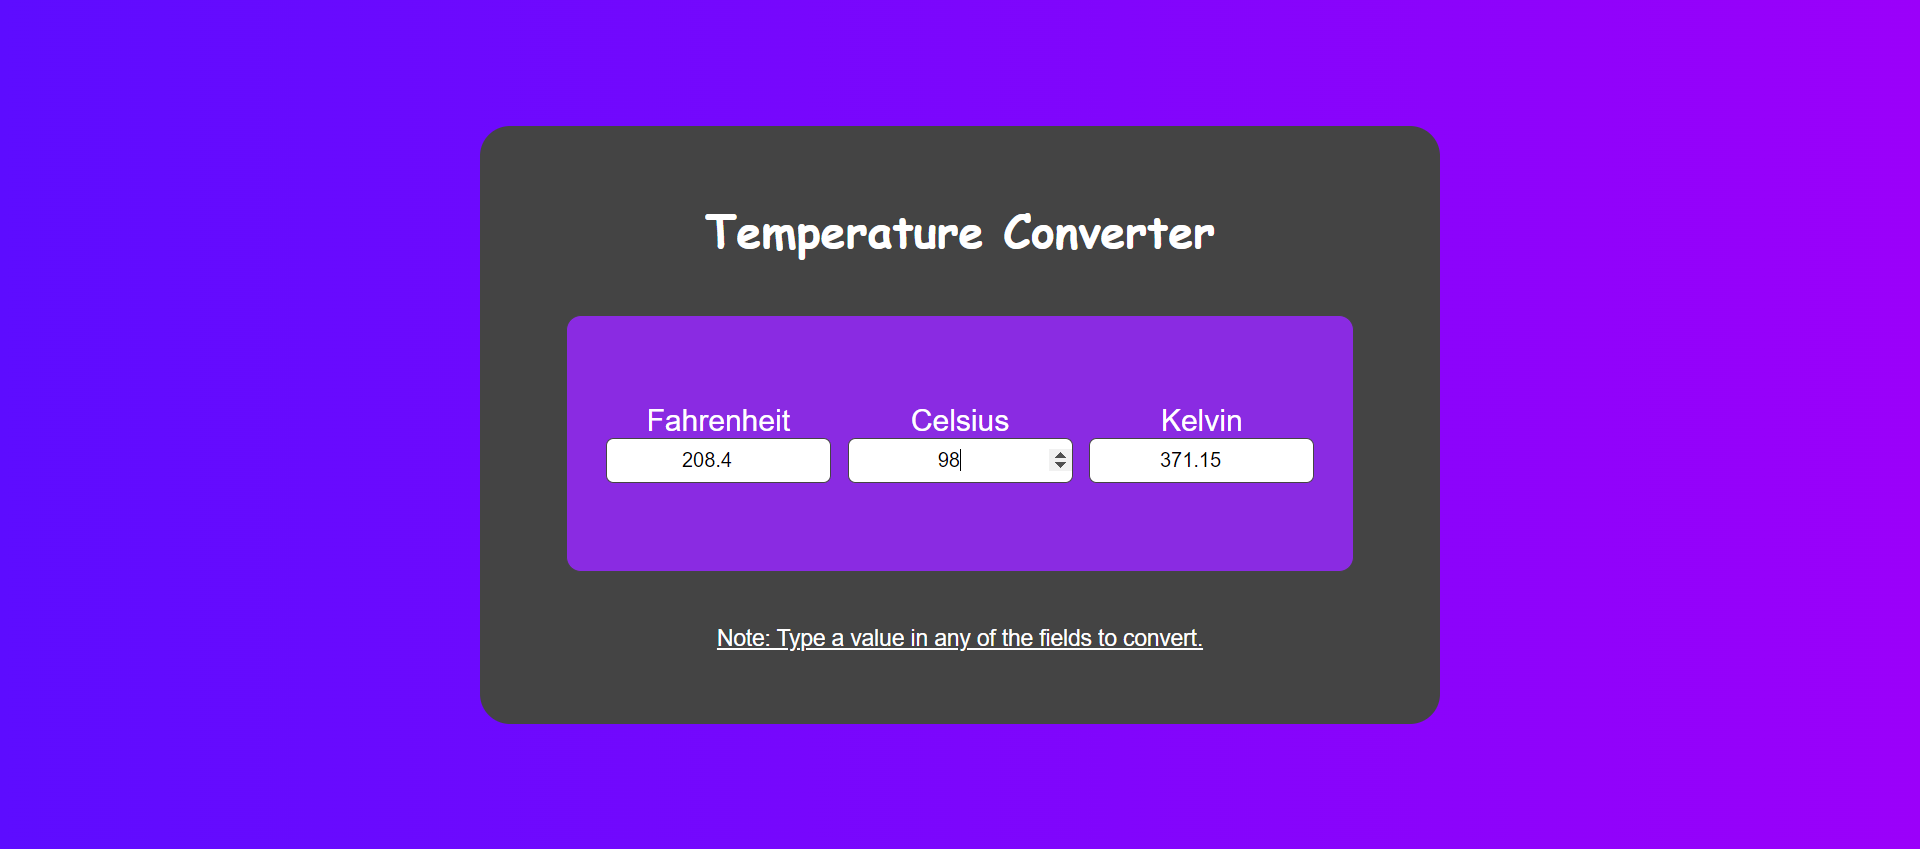 Temperature Converter
Fahrenheit Celsius Kelvin
208.4 98 371.15
Note: Type a value in any of the fields to convert.